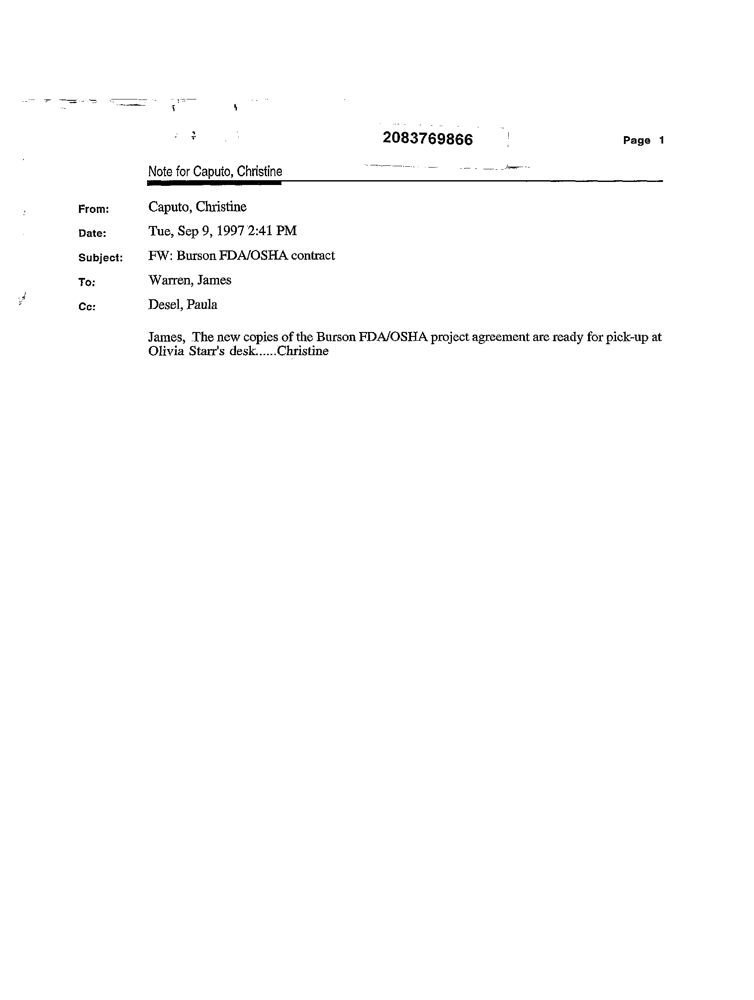 2083769866
Page 1
Note for Caputo, Christine
From: Caputo, Christine
Date: Tue, Sep 9, 1997 2:41 PM
Subject: FW: Burson FDA/OSHA contract
To: Warren, James
Cc: Desel, Paula
James, The new copies of the Burson FDA/OSHA project agreement are ready for pick-up at
Olivia Starr's desk......Christine